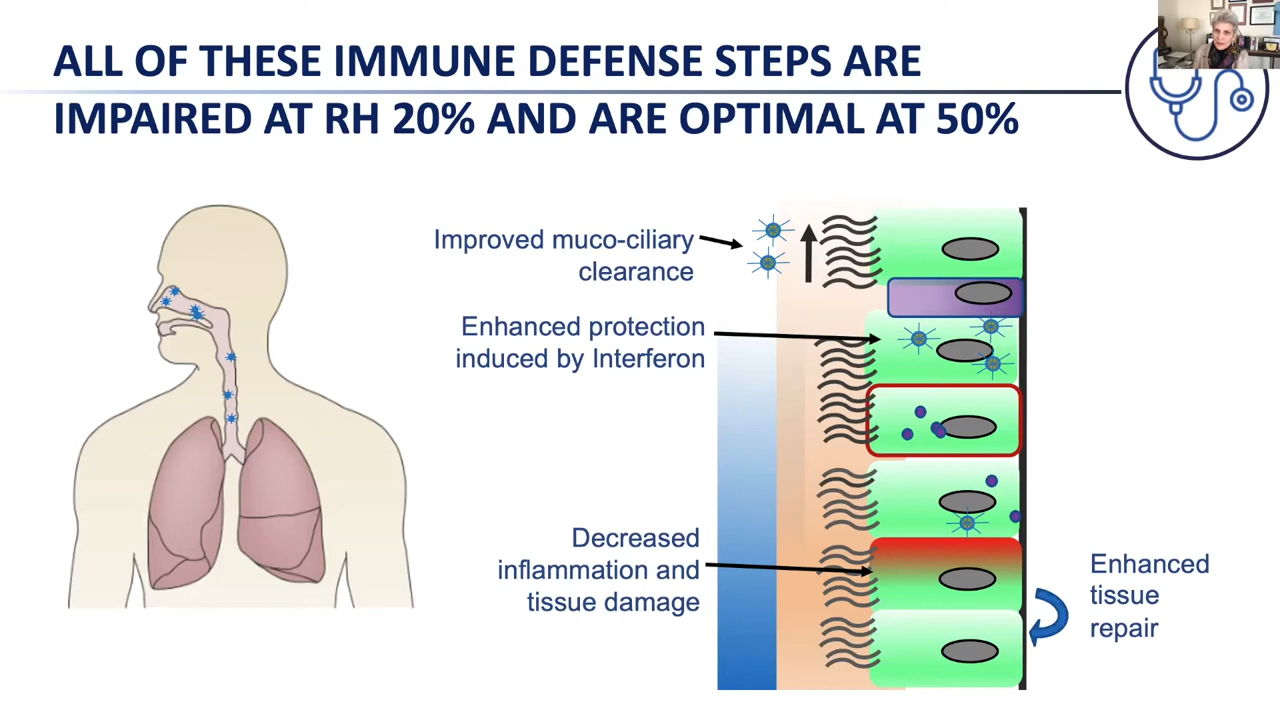 ALL OF THESE IMMUNE DEFENSE STEPS ARE
IMPAIRED AT RH 20% AND ARE OPTIMAL AT 50%
Improved muco-ciliary
clearance
Enhanced protection
induced by Interferon
Decreased
inflammation and
tissue damage
Enhanced
tissue
repair